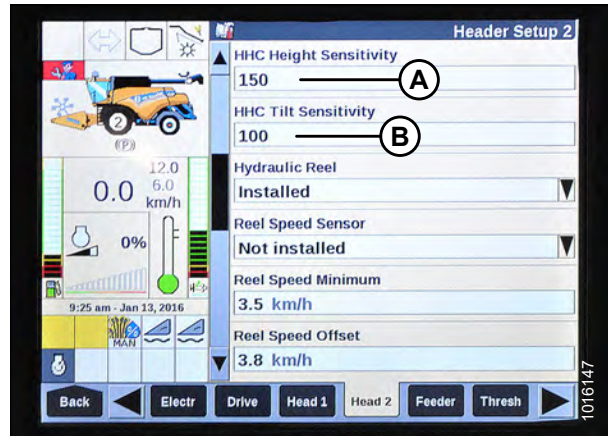 Header Setup 2
HHC Height Sensitivity
150
A
HHC Tilt Sensitivity
100
B
Hydraulic Reel
Installed
Reel Speed Sensor
Not installed
Reel Speed Minimum
3.5 km/h
Reel Speed Offset
3.8 km/h
2
(P)
12.0
0.0
6.0
km/h
0%
9:25 am - Jan 13, 2016
MAN
Back
Electr
Drive
Head 1
Head 2
Feeder
Thresh
1016147